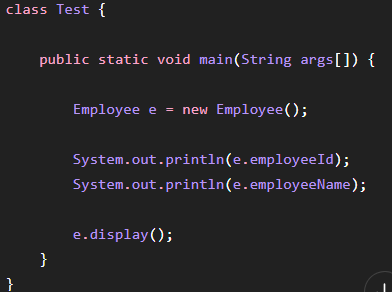 class Test {
public static void main(String args[]) {
Employee e = new Employee();
System.out.println(e.employeeId);
System.out.println(e.employeeName);
e.display();
}
}